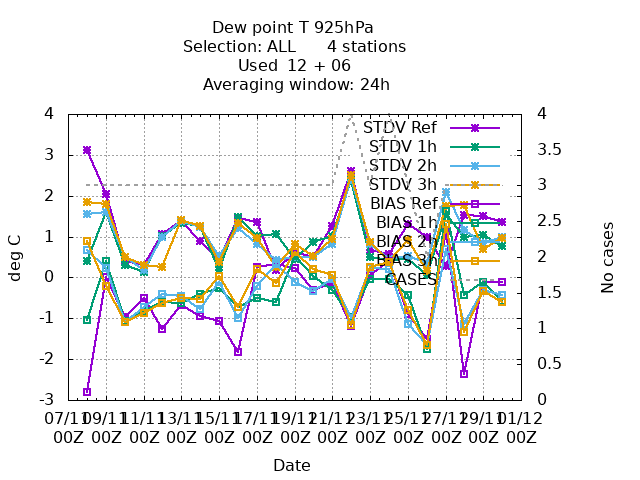 Dew point T 925hPa
Selection: ALL 4 stations
Used 12 + 06
Averaging window: 24h
4
3
2
1
0
-1
-2
-3
deg C
4
3.5
3
2.5
2
1.5
1
0.5
0
No cases
STDV Ref
STDV 1h
STDV 2h
STDV 3h
BIAS Ref
BIAS 1h
BIAS 2h
BIAS 3h
CASES
07/11 09/11 11/11 13/11 15/11 17/11 19/11 21/11 23/11 25/11 27/11 29/11 01/12
00Z 00Z 00Z 00Z 00Z 00Z 00Z 00Z 00Z 00Z 00Z 00Z 00Z
Date